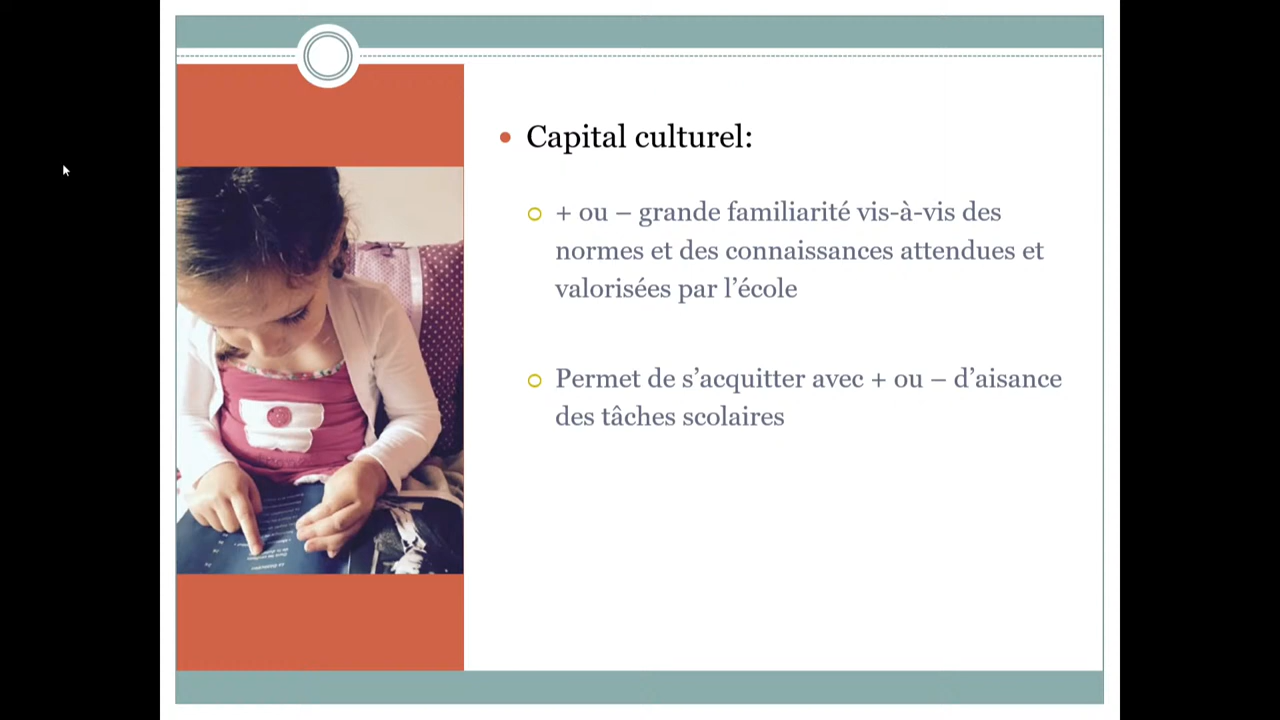 Capital culturel:
+ ou – grande familiarité vis-à-vis des
normes et des connaissances attendues et
valorisées par l’école
Permet de s’acquitter avec + ou – d’aisance
des tâches scolaires